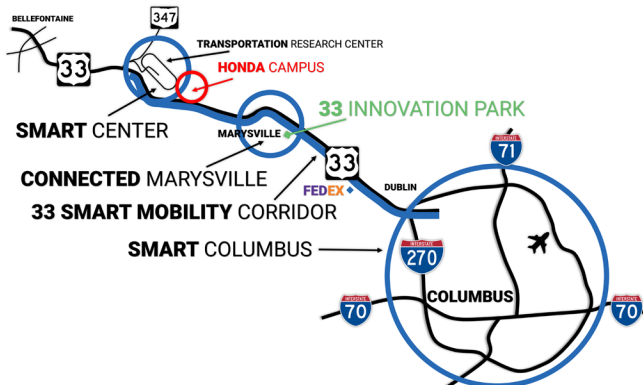 BELLEFONTAINE
347
33
TRANSPORTATION RESEARCH CENTER
HONDA CAMPUS
SMART CENTER
33 INNOVATION PARK
MARYSVILLE
CONNECTED MARYSVILLE
33
FEDEX
DUBLIN
33 SMART MOBILITY CORRIDOR
SMART COLUMBUS
INTERSTATE
71
INTERSTATE
270
COLUMBUS
INTERSTATE
70
INTERSTATE
70